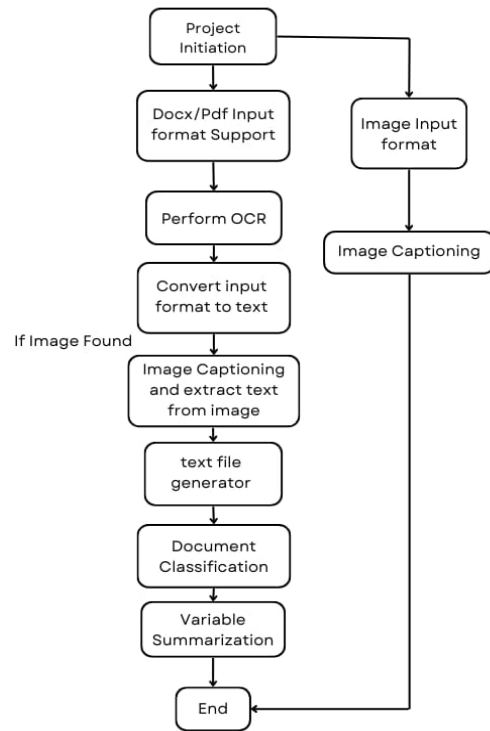 Project
Initiation
Docx/Pdf Input
format Support
Image Input
format
Perform OCR
Image Captioning
Convert input
format to text
If Image Found
Image Captioning
and extract text
from image
text file
generator
Document
Classification
Variable
Summarization
End